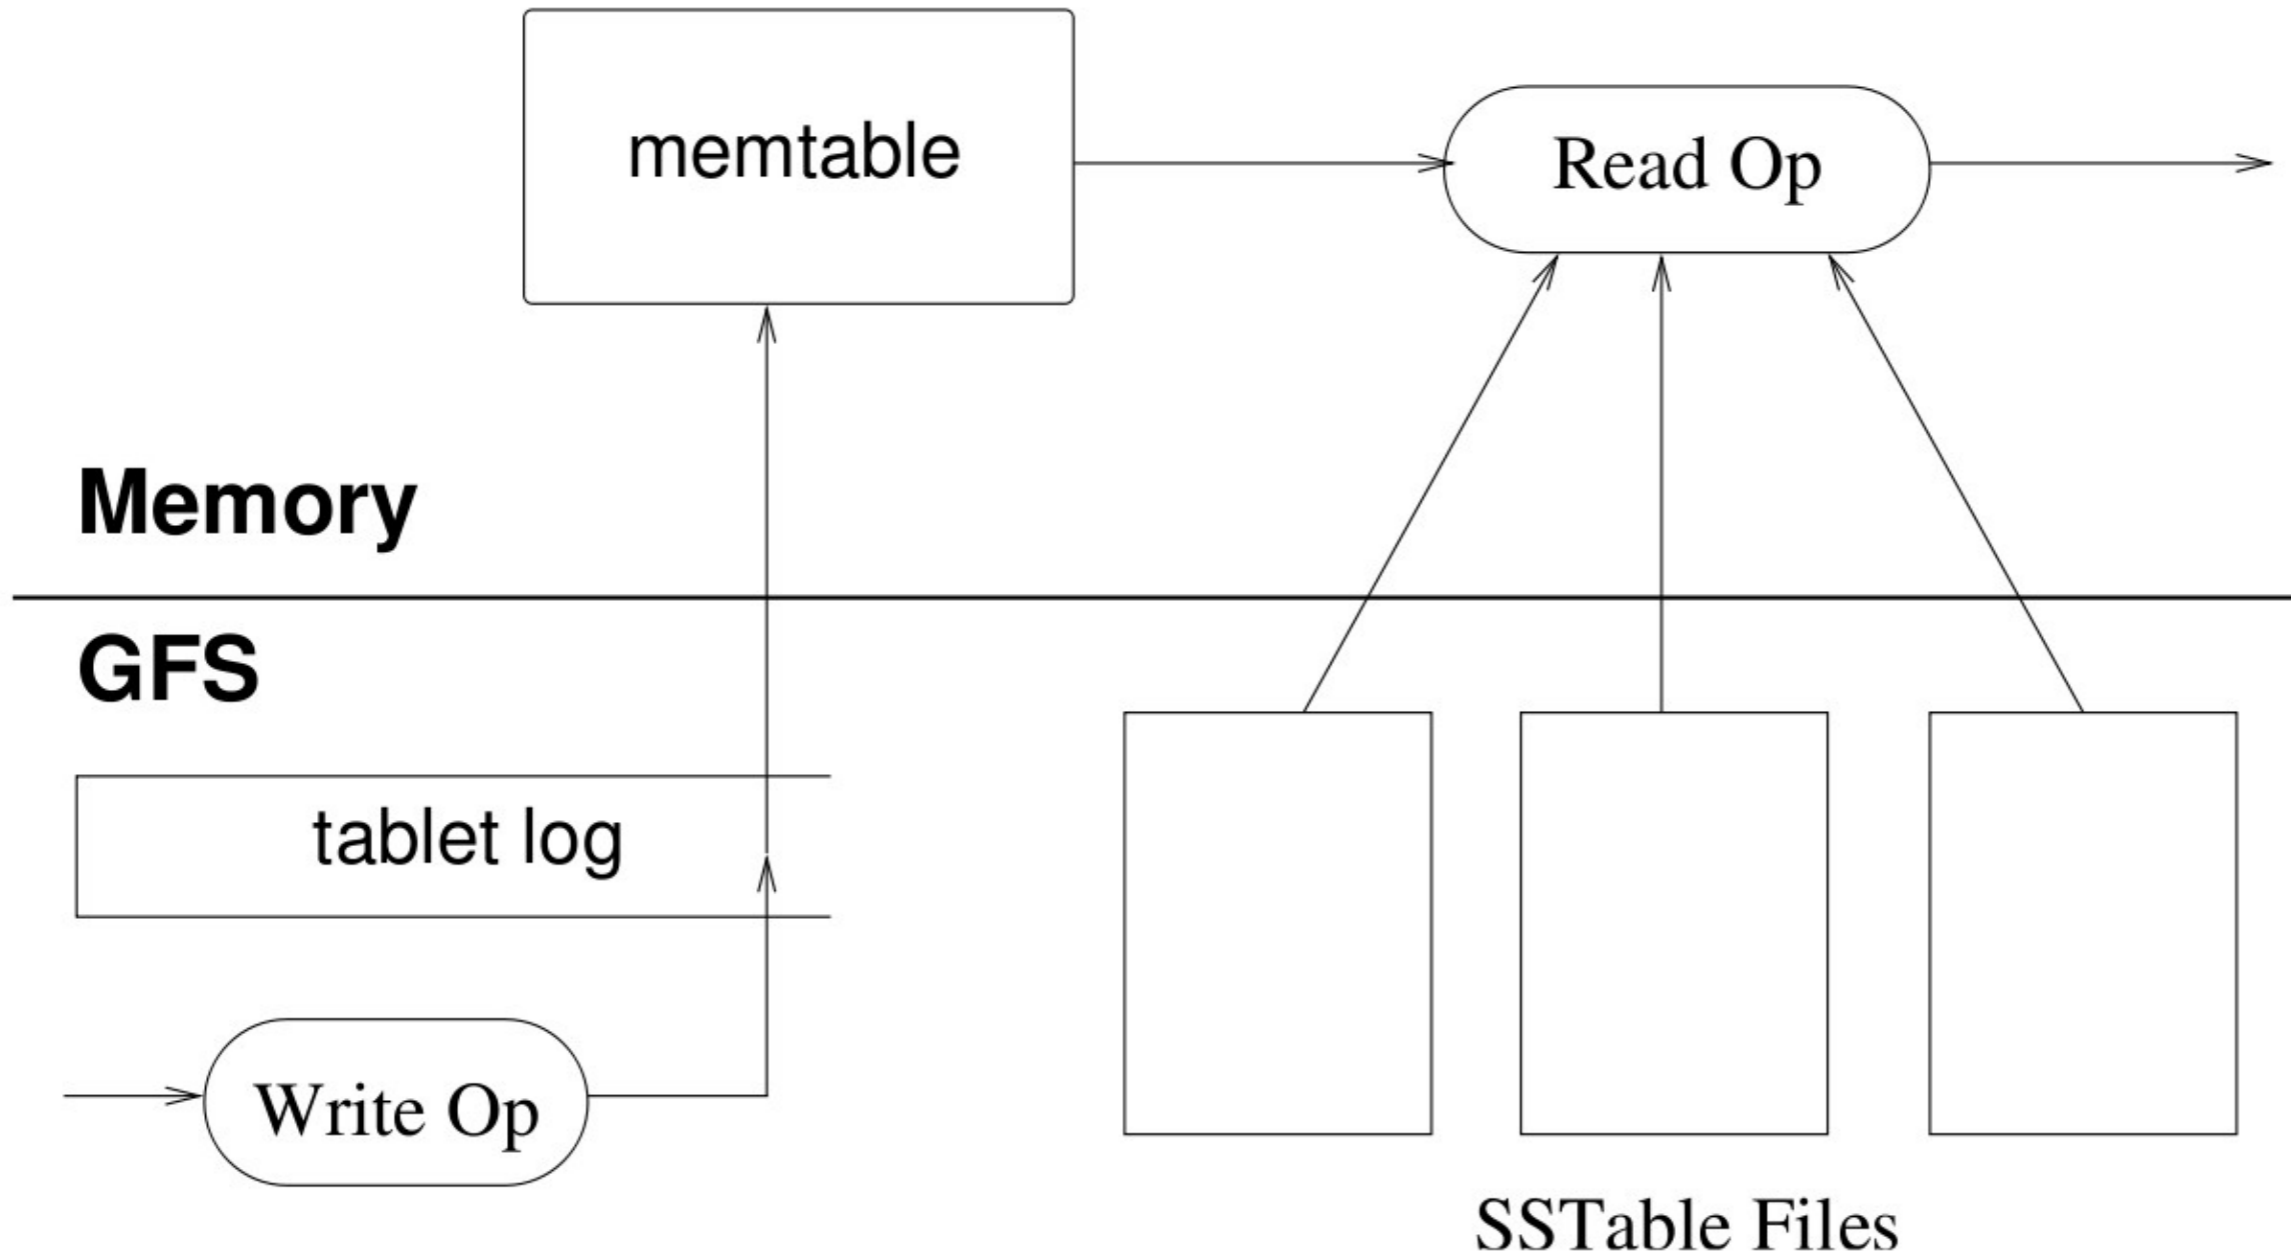 memtable
Read Op
Memory
GFS
tablet log
Write Op
SSTable Files